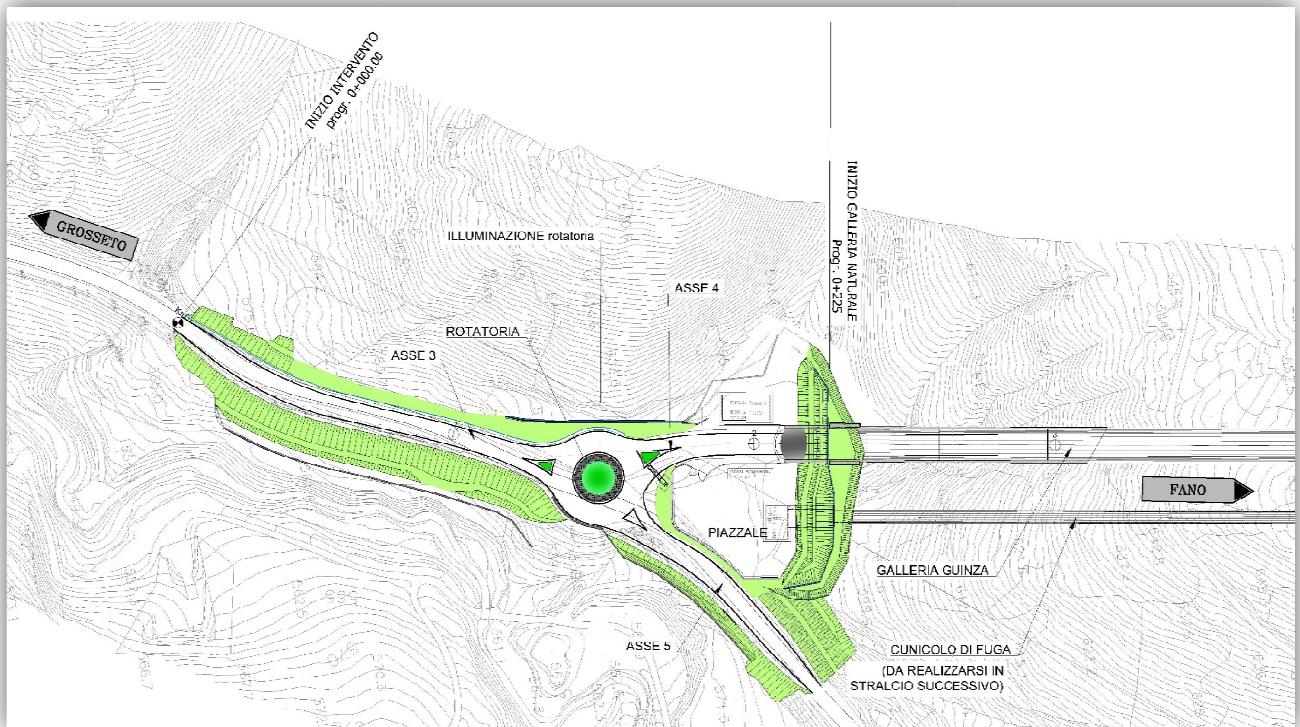 INIZIO INTERVENTO
progr. 0+000.00
GROSSETO
ILLUMINAZIONE rotatoria
INIZIO GALLERIA NATURALE
Progr. 0+225
ASSE 4
ROTATORIA
ASSE 3
FANO
PIAZZALE
GALLERIA GUINZA
ASSE 5
CUNICOLO DI FUGA
(DA REALIZZARSI IN
STRALCIO SUCCESSIVO)